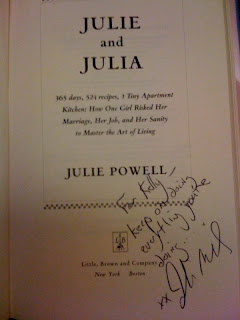 JULIE
and
JULIA
365 days, 524 recipes, 1 Tiny Apartment
Kitchen: How One Girl Risked Her
Marriage, Her Job, and Her Sanity
to Master the Art of Living
JULIE POWELL
For Kelly –
Keep on doing
everything you're
doing...
xx
LB
Little, Brown and Company
New York Boston